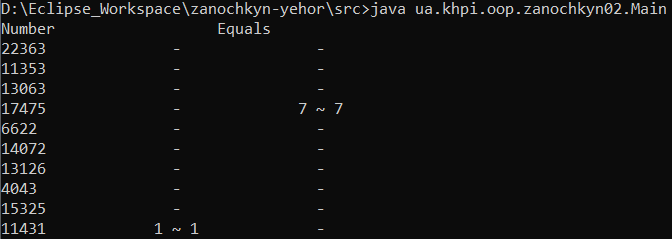 D:\Eclipse_Workspace\zanochkyn-yehor\src>java ua.khpi.oop.zanochkyn02.Main
Number Equals
22363 - -
11353 - -
13063 - -
17475 - 7 ~ 7
6622 - -
14072 - -
13126 - -
4043 - -
15325 - -
11431 1 ~ 1 -